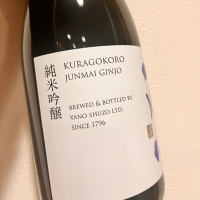 純米吟醸
KURAGOKORO
JUNMAI GINJO
BREWED & BOTTLED BY
YANO SHUZO LTD.
SINCE 1796